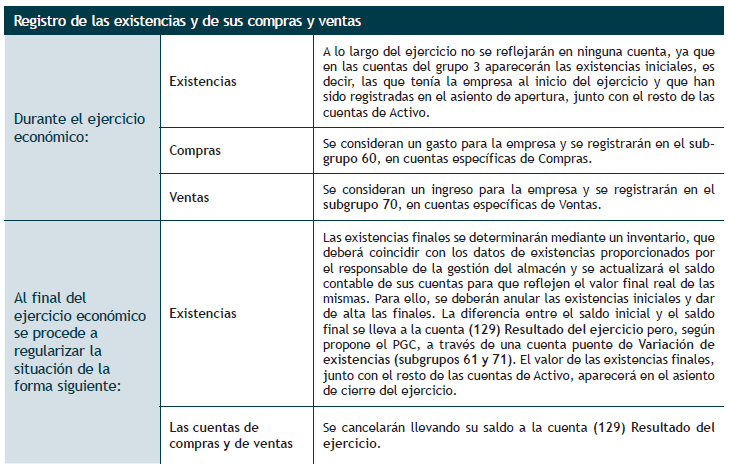 Registro de las existencias y de sus compras y ventas
Durante el ejercicio
económico:
Existencias
A lo largo del ejercicio no se reflejarán en ninguna cuenta, ya que
en las cuentas del grupo 3 aparecerán las existencias iniciales, es
decir, las que tenía la empresa al inicio del ejercicio y que han
sido registradas en el asiento de apertura, junto con el resto de las
cuentas de Activo.
Compras
Se consideran un gasto para la empresa y se registrarán en el sub-
grupo 60, en cuentas específicas de Compras.
Ventas
Se consideran un ingreso para la empresa y se registrarán en el
subgrupo 70, en cuentas específicas de Ventas.
Al final del
ejercicio económico
se procede a
regularizar la
situación de la
forma siguiente:
Existencias
Las existencias finales se determinarán mediante un inventario, que
deberá coincidir con los datos de existencias proporcionados por
el responsable de la gestión del almacén y se actualizará el saldo
contable de sus cuentas para que reflejen el valor final real de las
mismas. Para ello, se deberán anular las existencias iniciales y dar
de alta las finales. La diferencia entre el saldo inicial y el saldo
final se lleva a la cuenta (129) Resultado del ejercicio pero, según
propone el PGC, a través de una cuenta puente de Variación de
existencias (subgrupos 61 y 71). El valor de las existencias finales,
junto con el resto de las cuentas de Activo, aparecerá en el asiento
de cierre del ejercicio.
Las cuentas de
compras y de ventas
Se cancelarán llevando su saldo a la cuenta (129) Resultado del
ejercicio.